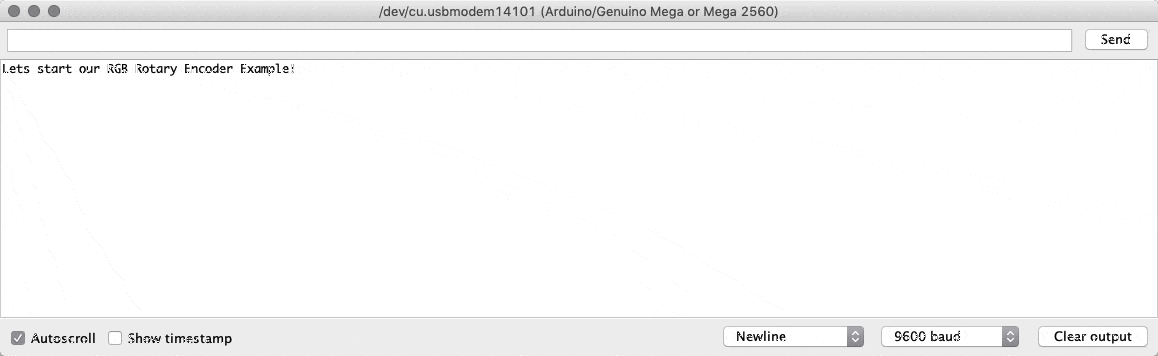 /dev/cu.usbmodem14101 (Arduino/Genuino Mega or Mega 2560)
Send
Lets start our RGB Rotary Encoder Example!
Autoscroll Show timestamp Newline 9600 baud Clear output